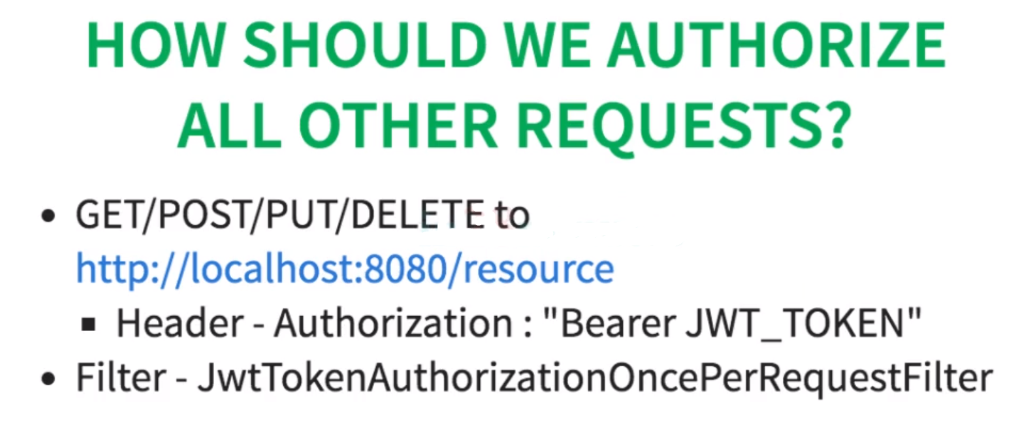 HOW SHOULD WE AUTHORIZE
ALL OTHER REQUESTS?
• GET/POST/PUT/DELETE to
http://localhost:8080/resource
▪ Header - Authorization : "Bearer JWT_TOKEN"
• Filter - JwtTokenAuthorizationOncePerRequestFilter